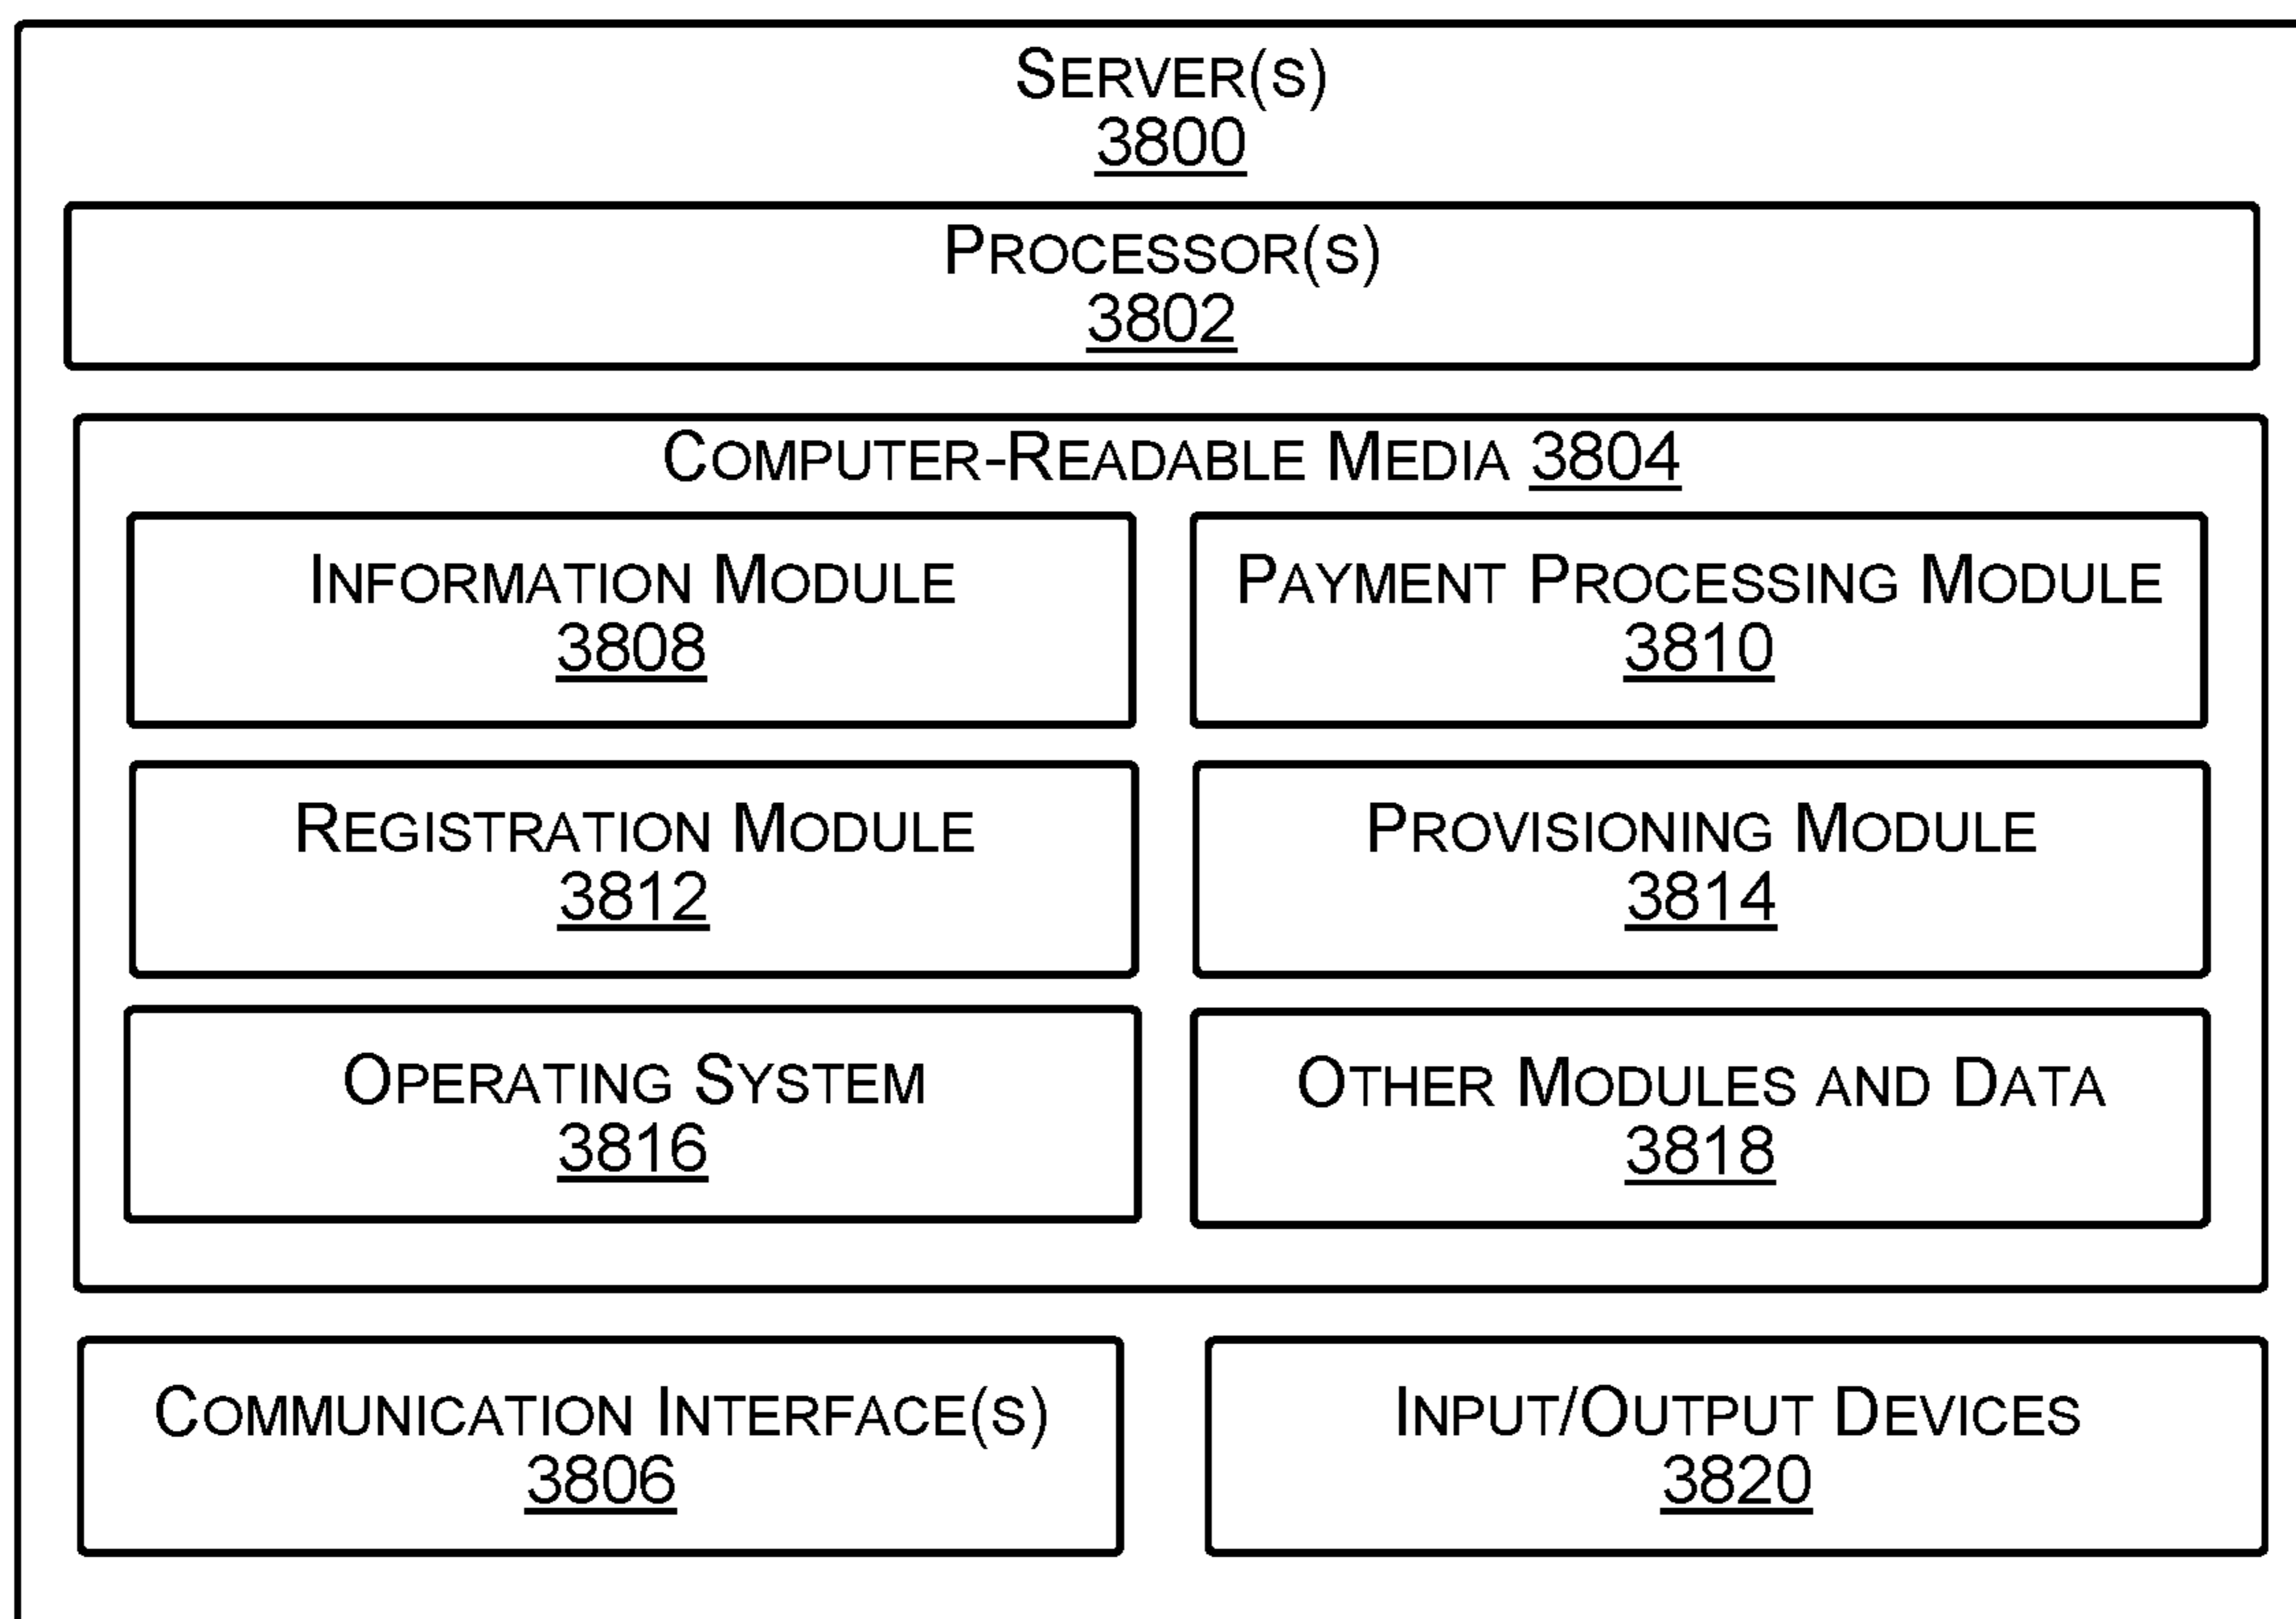 SERVER(S)
3800
PROCESSOR(S)
3802
COMPUTER-READABLE MEDIA 3804
INFORMATION MODULE
3808
PAYMENT PROCESSING MODULE
3810
REGISTRATION MODULE
3812
PROVISIONING MODULE
3814
OPERATING SYSTEM
3816
OTHER MODULES AND DATA
3818
COMMUNICATION INTERFACE(S)
3806
INPUT/OUTPUT DEVICES
3820